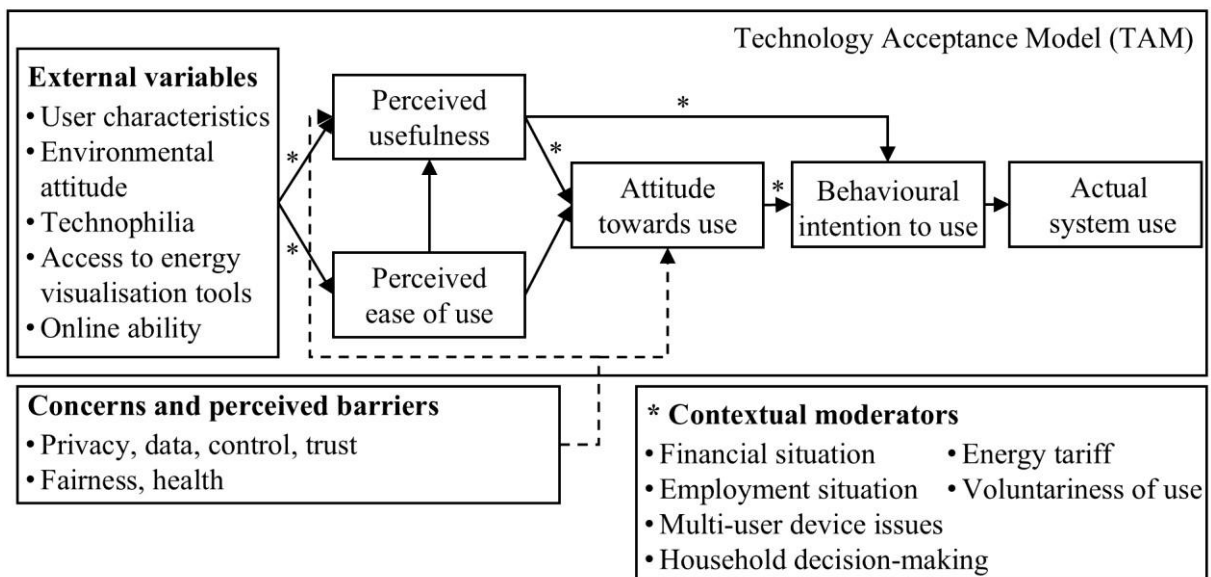 Technology Acceptance Model (TAM)
External variables
• User characteristics
• Environmental
attitude
• Technophilia
• Access to energy
visualisation tools
• Online ability
Perceived
usefulness
Perceived
ease of use
Attitude
towards use
Behavioural
intention to use
Actual
system use
*
*
*
*
*
Concerns and perceived barriers
• Privacy, data, control, trust
• Fairness, health
* Contextual moderators
• Financial situation
• Employment situation
• Multi-user device issues
• Household decision-making
• Energy tariff
• Voluntariness of use